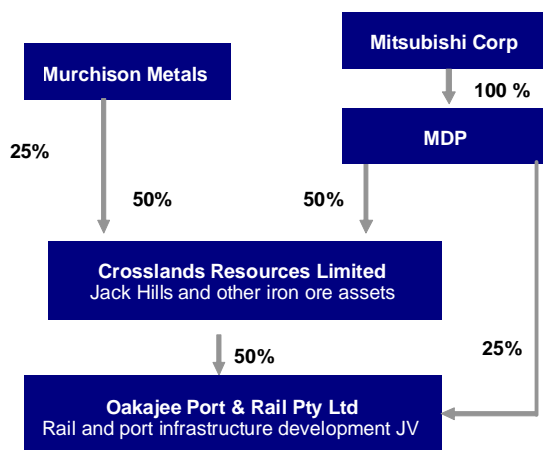 Mitsubishi Corp
Murchison Metals
100 %
MDP
25%
50%
50%
Crosslands Resources Limited
Jack Hills and other iron ore assets
50%
25%
Oakajee Port & Rail Pty Ltd
Rail and port infrastructure development JV